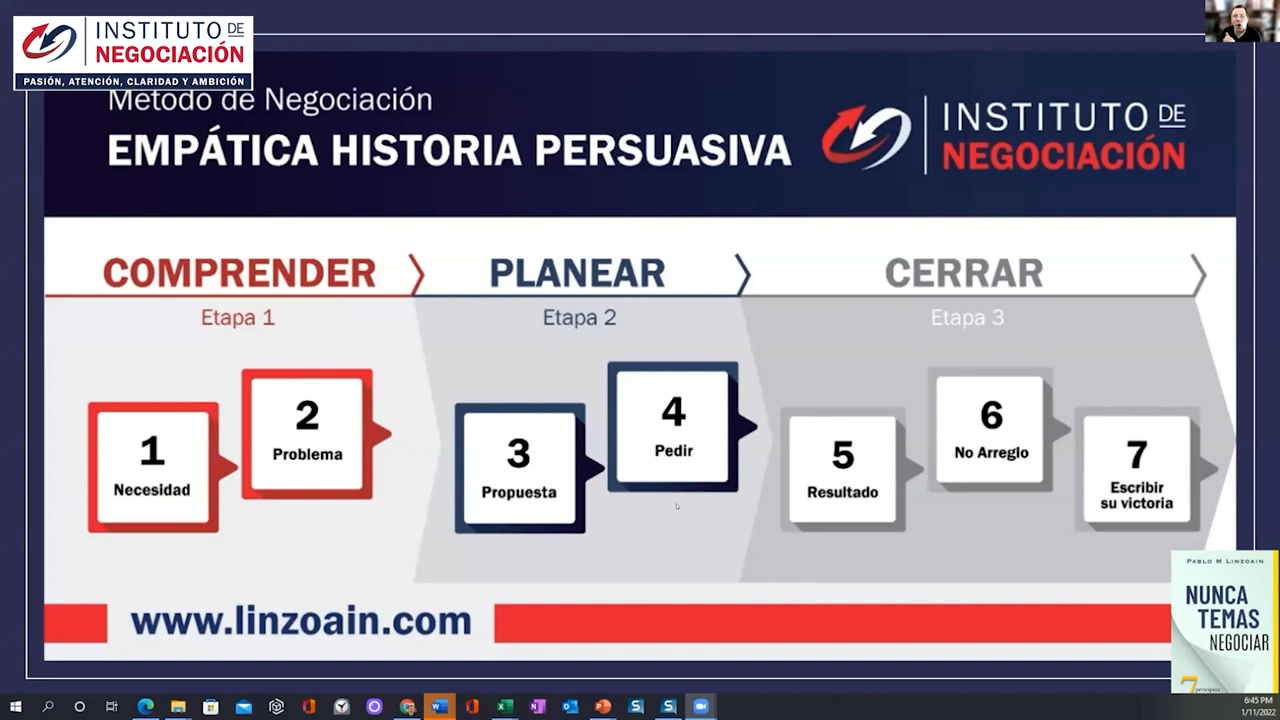 INSTITUTO DE
NEGOCIACIÓN
PASIÓN, ATENCIÓN, CLARIDAD Y AMBICIÓN
Metodo de Negociación
EMPÁTICA HISTORIA PERSUASIVA
INSTITUTO DE
NEGOCIACIÓN
COMPRENDER
PLANEAR
CERRAR
Etapa 1
Etapa 2
Etapa 3
1
Necesidad
2
Problema
3
Propuesta
4
Pedir
5
Resultado
6
No Arreglo
7
Escribir
su victoria
www.linzoain.com
PABLO M LINZOAIN
NUNCA
TEMAS
NEGOCIAR
7 principios
6:45 PM
1/11/2022